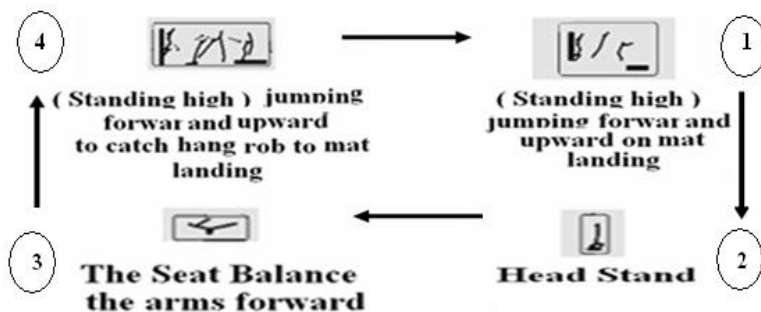 4
1
( Standing high ) jumping
forwar and upward
to catch hang rob to mat
landing
( Standing high )
jumping forwar and
upward on mat
landing
3
The Seat Balance
the arms forward
Head Stand
2